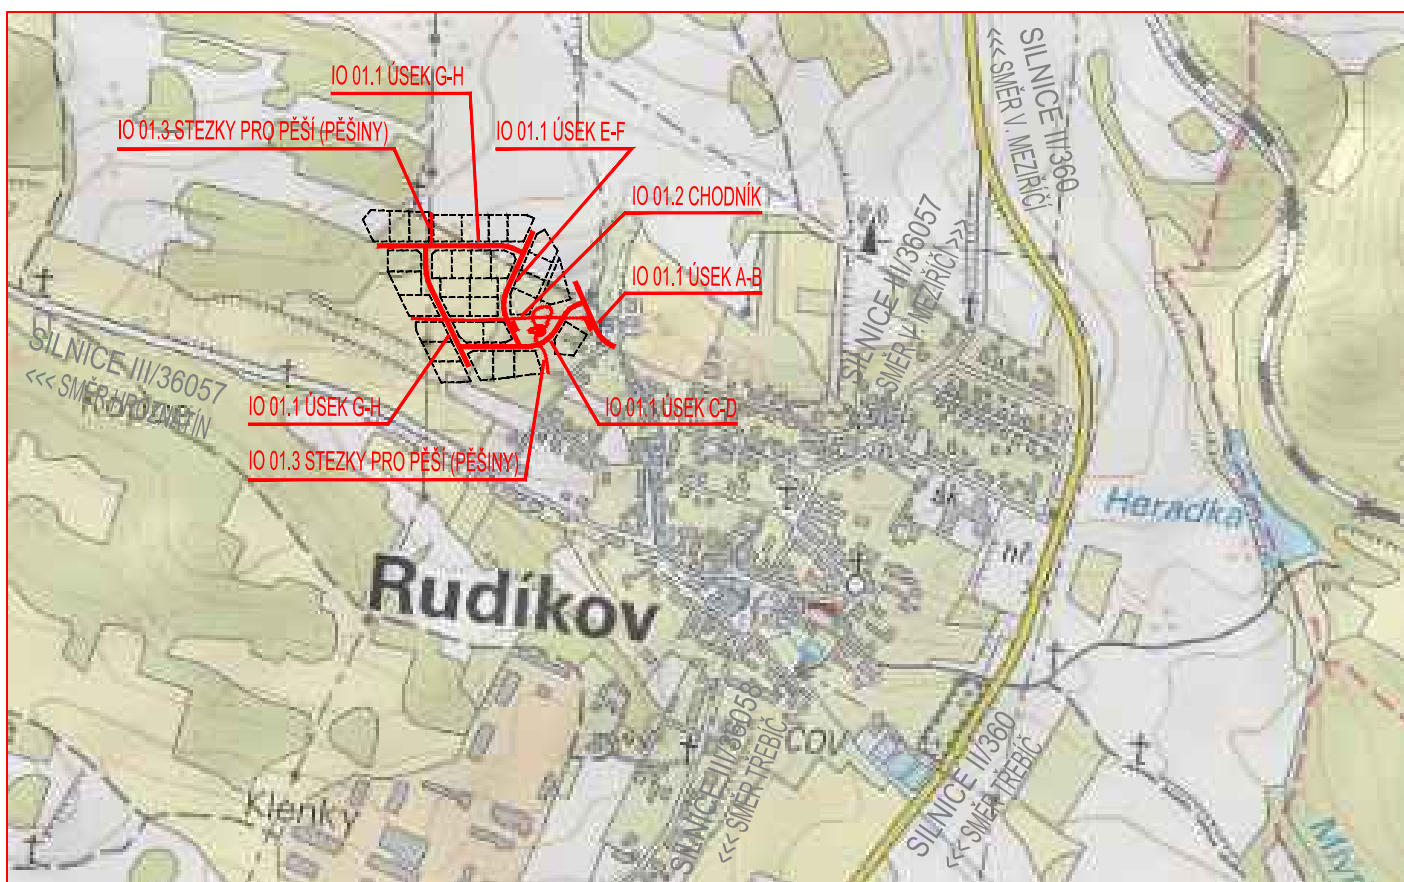 IO 01.1 ÚSEK G-H
IO 01.3 STEZKY PRO PĚŠÍ (PĚŠINY)
IO 01.1 ÚSEK E-F
IO 01.2 CHODNÍK
IO 01.1 ÚSEK A-B
IO 01.1 ÚSEK G-H
IO 01.1 ÚSEK C-D
IO 01.3 STEZKY PRO PĚŠÍ (PĚŠINY)
SILNICE II/360
<<< SMĚR V. MEZIŘÍČÍ
SILNICE III/36057
SMĚR V. MEZIŘÍČÍ >>>
SILNICE III/36057
<<< SMĚR HROZNATÍN
Heradka
šk
hř.
Rudíkov
SILNICE III/36058
<<< SMĚR TŘEBÍČ
ČOV
SILNICE II/360
<<< SMĚR TŘEBÍČ
Klenky